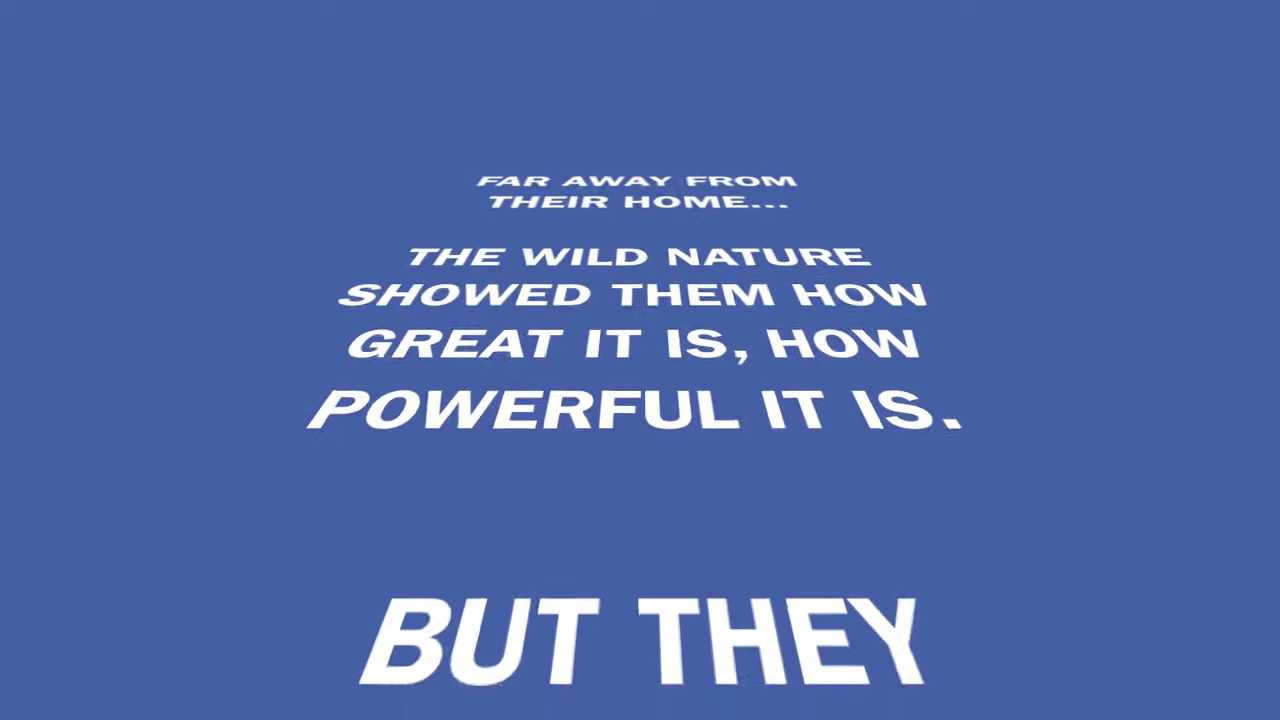 FAR AWAY FROM
THEIR HOME...
THE WILD NATURE
SHOWED THEM HOW
GREAT IT IS, HOW
POWERFUL IT IS.
BUT THEY